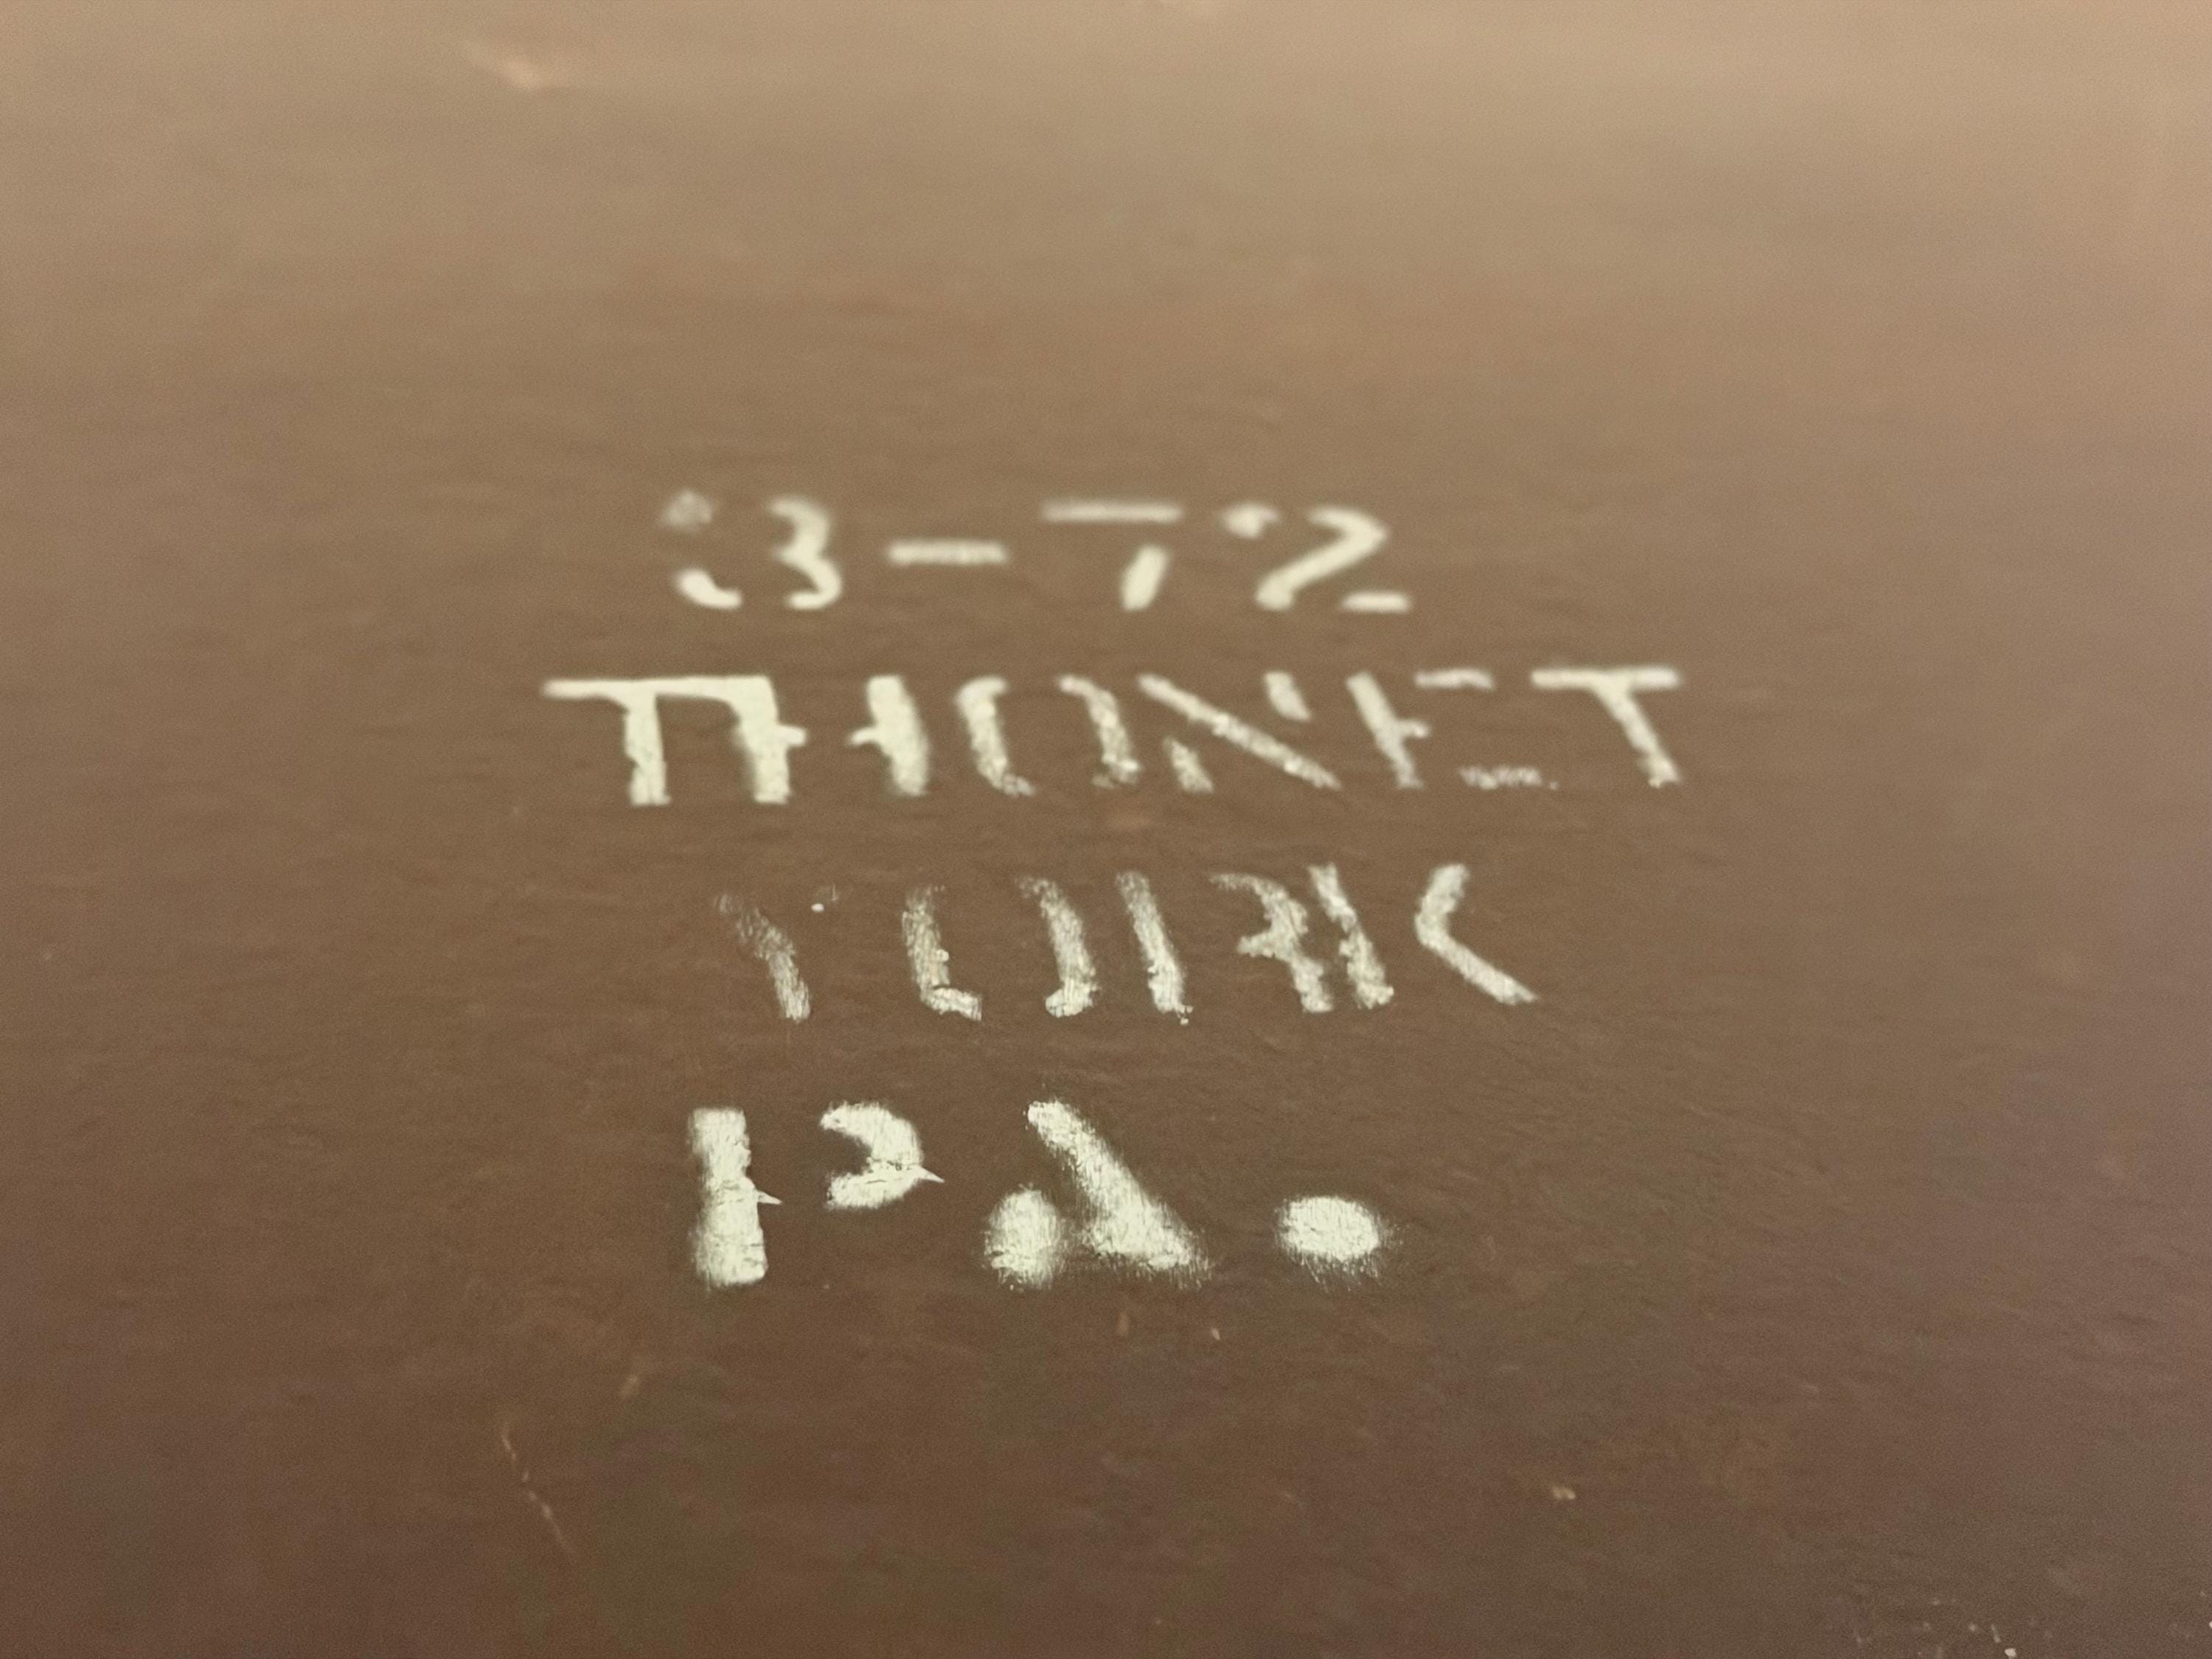 3-72
THONET
YORK
PA.